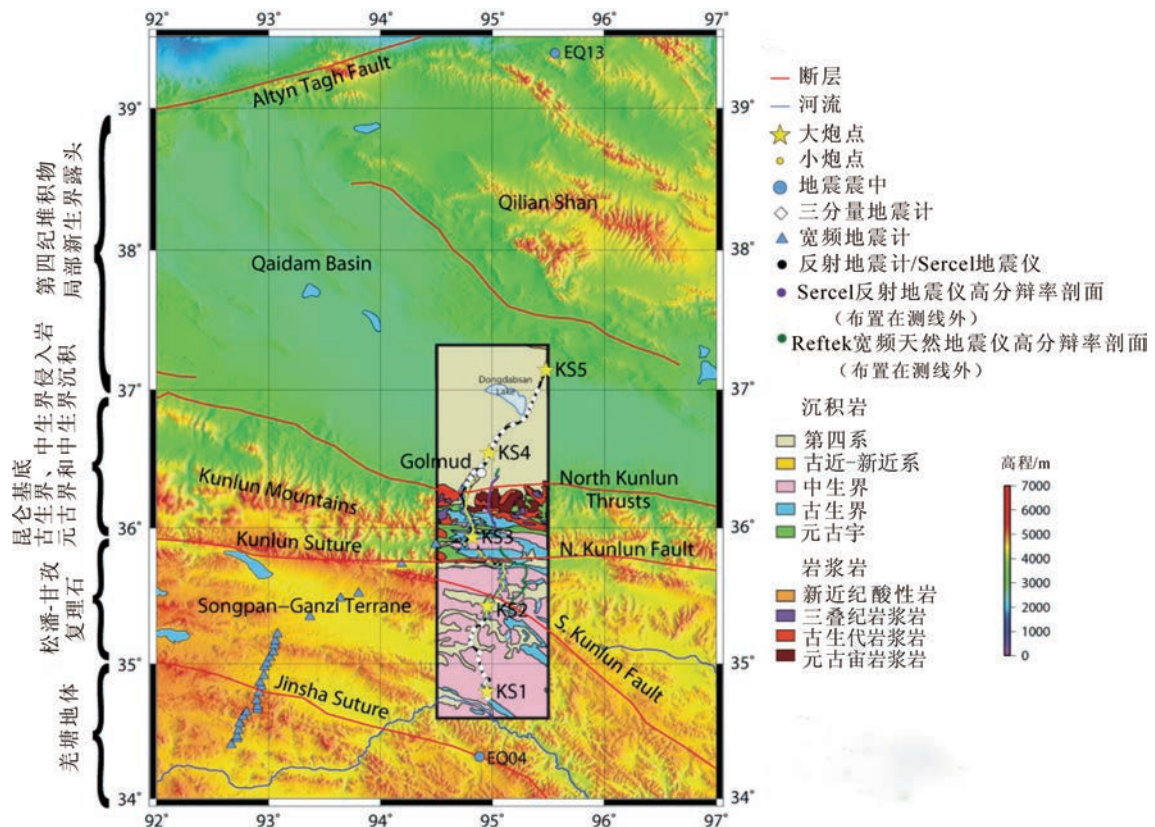 92
93
94
95
96
97
39°
38°
37°
36°
35°
34°
39°
38°
37°
36°
35°
34°
92
93
94
95
96
97
第四纪堆积物
局部新生界露头
昆仑基底
古生界、中生界侵入岩
元古界和中生界沉积
松潘-甘孜
复理石
羌塘地体
EQ13
Altyn Tagh Fault
Qilian Shan
Qaidam Basin
KS5
Dongdabsan
Lake
KS4
Golmud
North Kunlun
Thrusts
Kunlun Mountains
KS3
Kunlun Suture
N. Kunlun Fault
Songpan-Ganzi Terrane
KS2
S. Kunlun Fault
Jinsha Suture
KS1
EQ04
断层
河流
大炮点
小炮点
地震震中
三分量地震计
宽频地震计
反射地震计/Sercel地震仪
Sercel反射地震仪高分辩率剖面
（布置在测线外）
Reftek宽频天然地震仪高分辩率剖面
（布置在测线外）
沉积岩
第四系
古近-新近系
中生界
古生界
元古宇
岩浆岩
新近纪酸性岩
三叠纪岩浆岩
古生代岩浆岩
元古宙岩浆岩
高程/m
7000
6000
5000
4000
3000
2000
1000
0